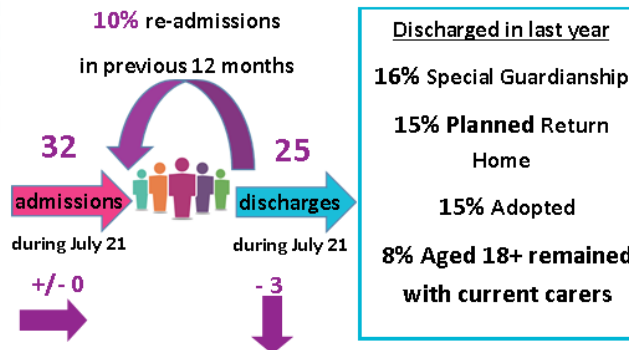 10% re-admissions
in previous 12 months
32
admissions
during July 21
+/- 0
25
discharges
during July 21
- 3
Discharged in last year
16% Special Guardianship
15% Planned Return
Home
15% Adopted
8% Aged 18+ remained
with current carers